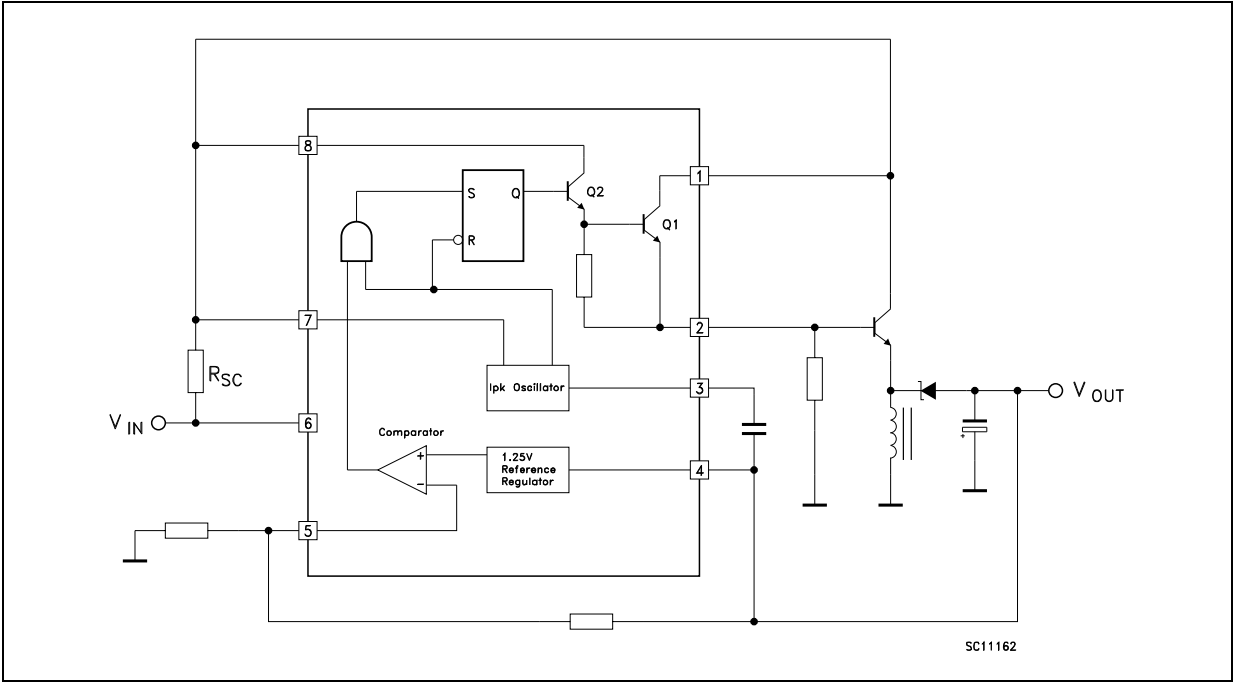 8
1
S Q
Q2
Q1
R
7
2
R SC
Ipk Oscillator
3
V OUT
V IN
6
Comparator
+
+
1.25V
Reference
Regulator
4
−
5
SC11162